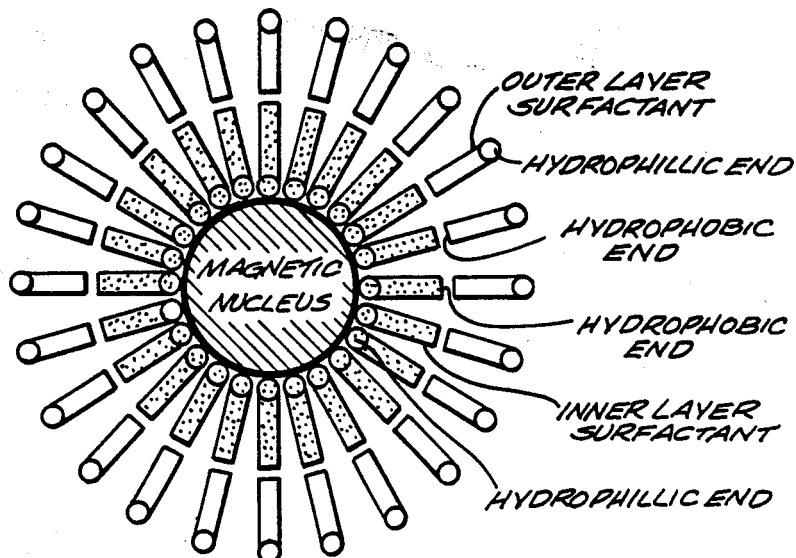 OUTER LAYER
SURFACTANT
HYDROPHILLIC END
HYDROPHOBIC
END
MAGNETIC
NUCLEUS
HYDROPHOBIC
END
INNER LAYER
SURFACTANT
HYDROPHILLIC END